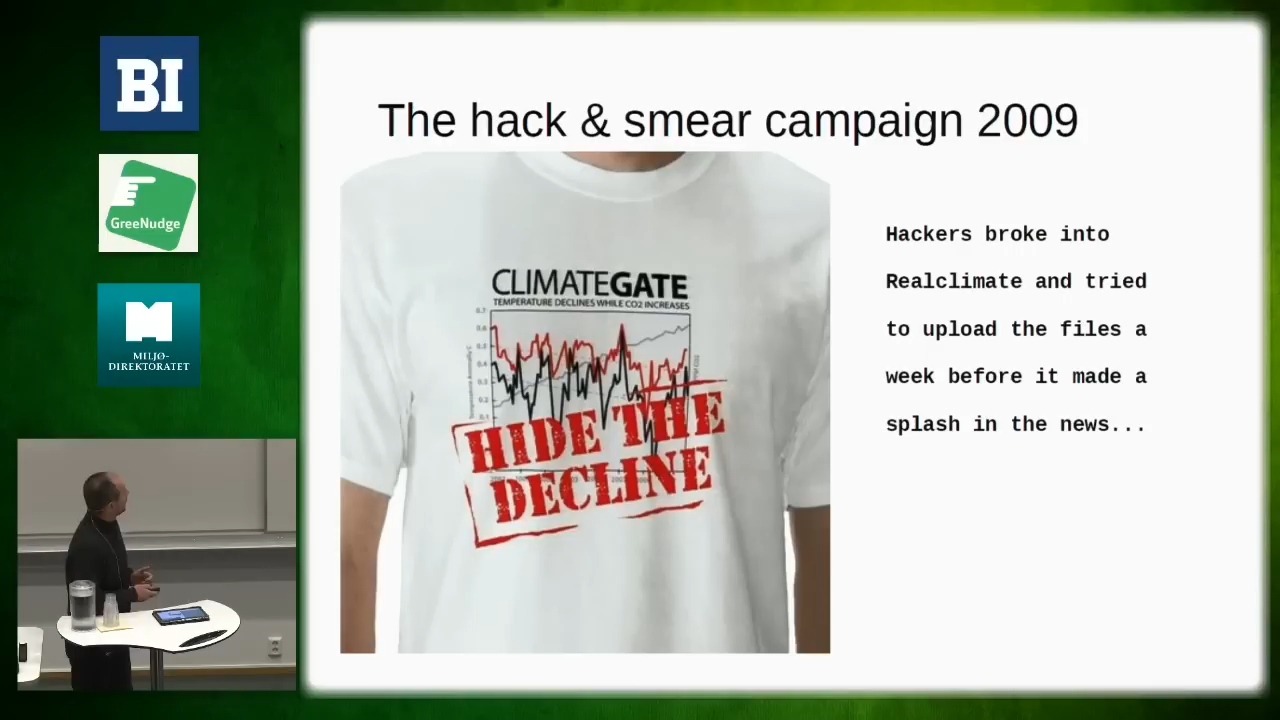 BI
GreeNudge
MILJØ-
DIREKTORATET
The hack & smear campaign 2009
CLIMATEGATE
TEMPERATURE DECLINES WHILE CO2 INCREASES
HIDE THE
DECLINE
Hackers broke into
Realclimate and tried
to upload the files a
week before it made a
splash in the news...